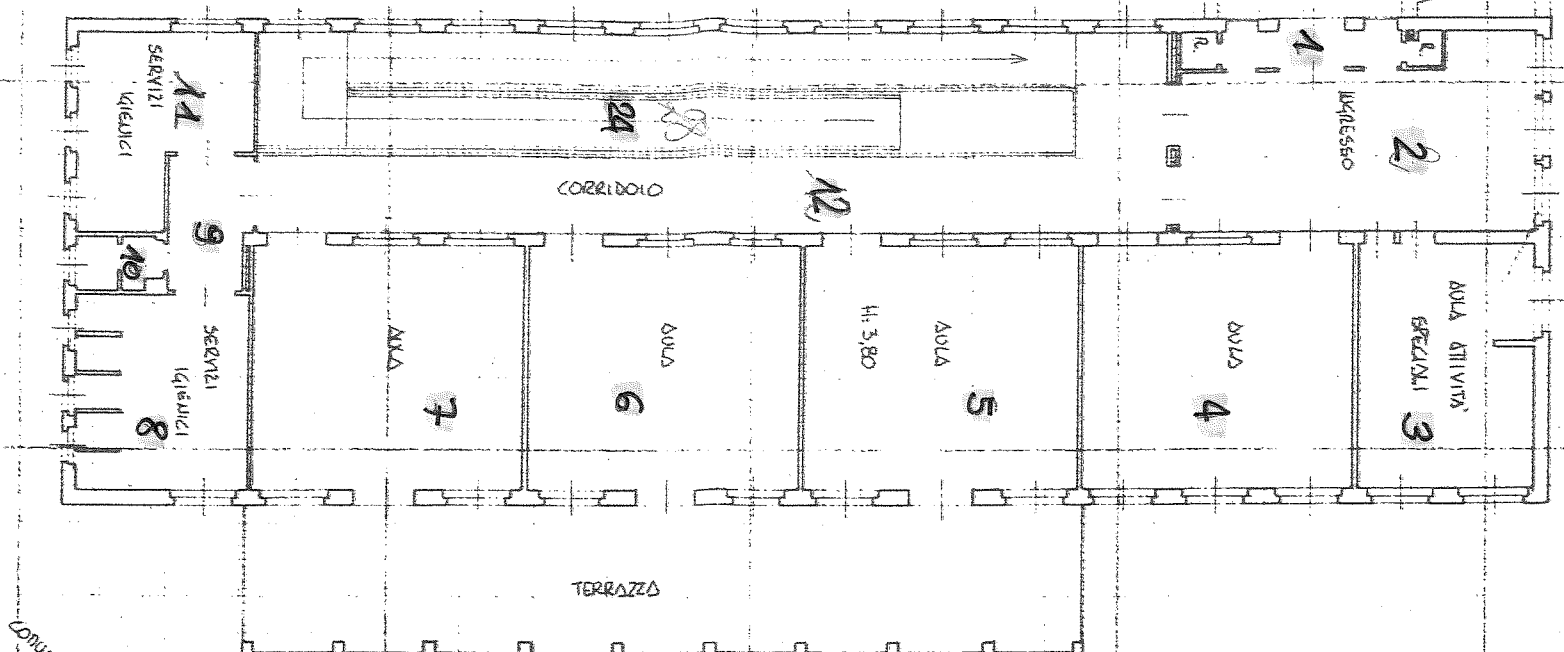 R
1
R
SERVIZI
IGIENICI
11
24
8
INGRESSO
2
CORRIDOIO
12
9
10
SERVIZI
IGIENICI
8
AULA
7
AULA
6
H: 3,80
AULA
5
AULA
4
AULA ATTIVITA'
SPECIALI
3
TERRAZZA